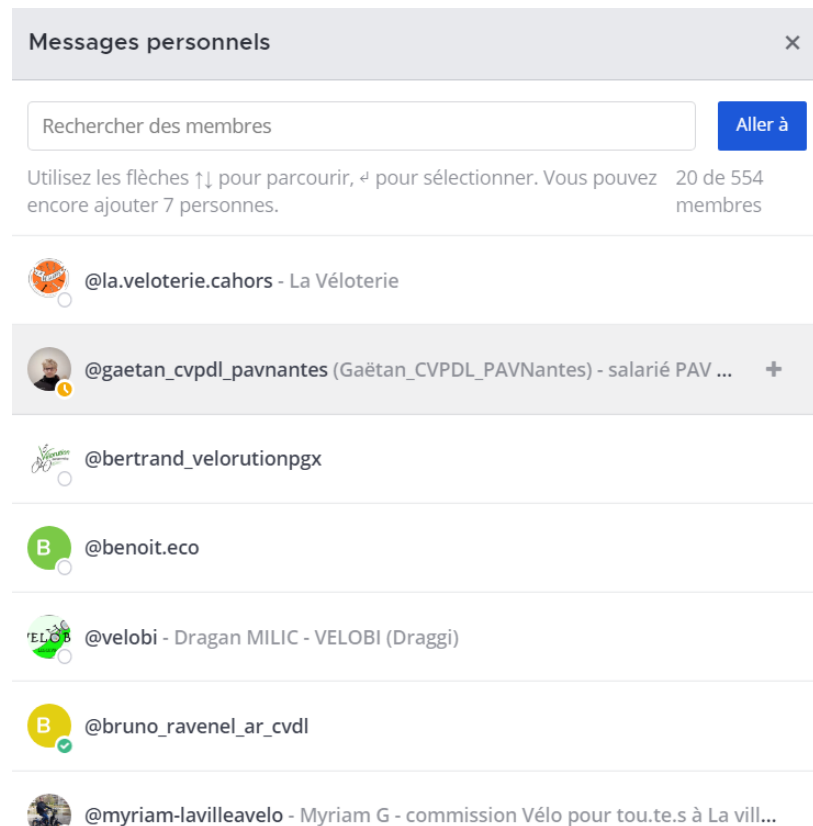 Messages personnels ×
Rechercher des membres
Aller à
Utilisez les flèches ↑↓ pour parcourir, ↵ pour sélectionner. Vous pouvez
encore ajouter 7 personnes.
20 de 554
membres
@la.veloterie.cahors - La Véloterie
@gaetan_cvpdl_pavnantes (Gaëtan_CVPDL_PAVNantes) - salarié PAV ... +
@bertrand_velorutionpgx
B
@benoit.eco
@velobi - Dragan MILIC - VELOBI (Draggi)
B
@bruno_ravenel_ar_cvdl
@myriam-lavilleavelo - Myriam G - commission Vélo pour tou.te.s à La vill...